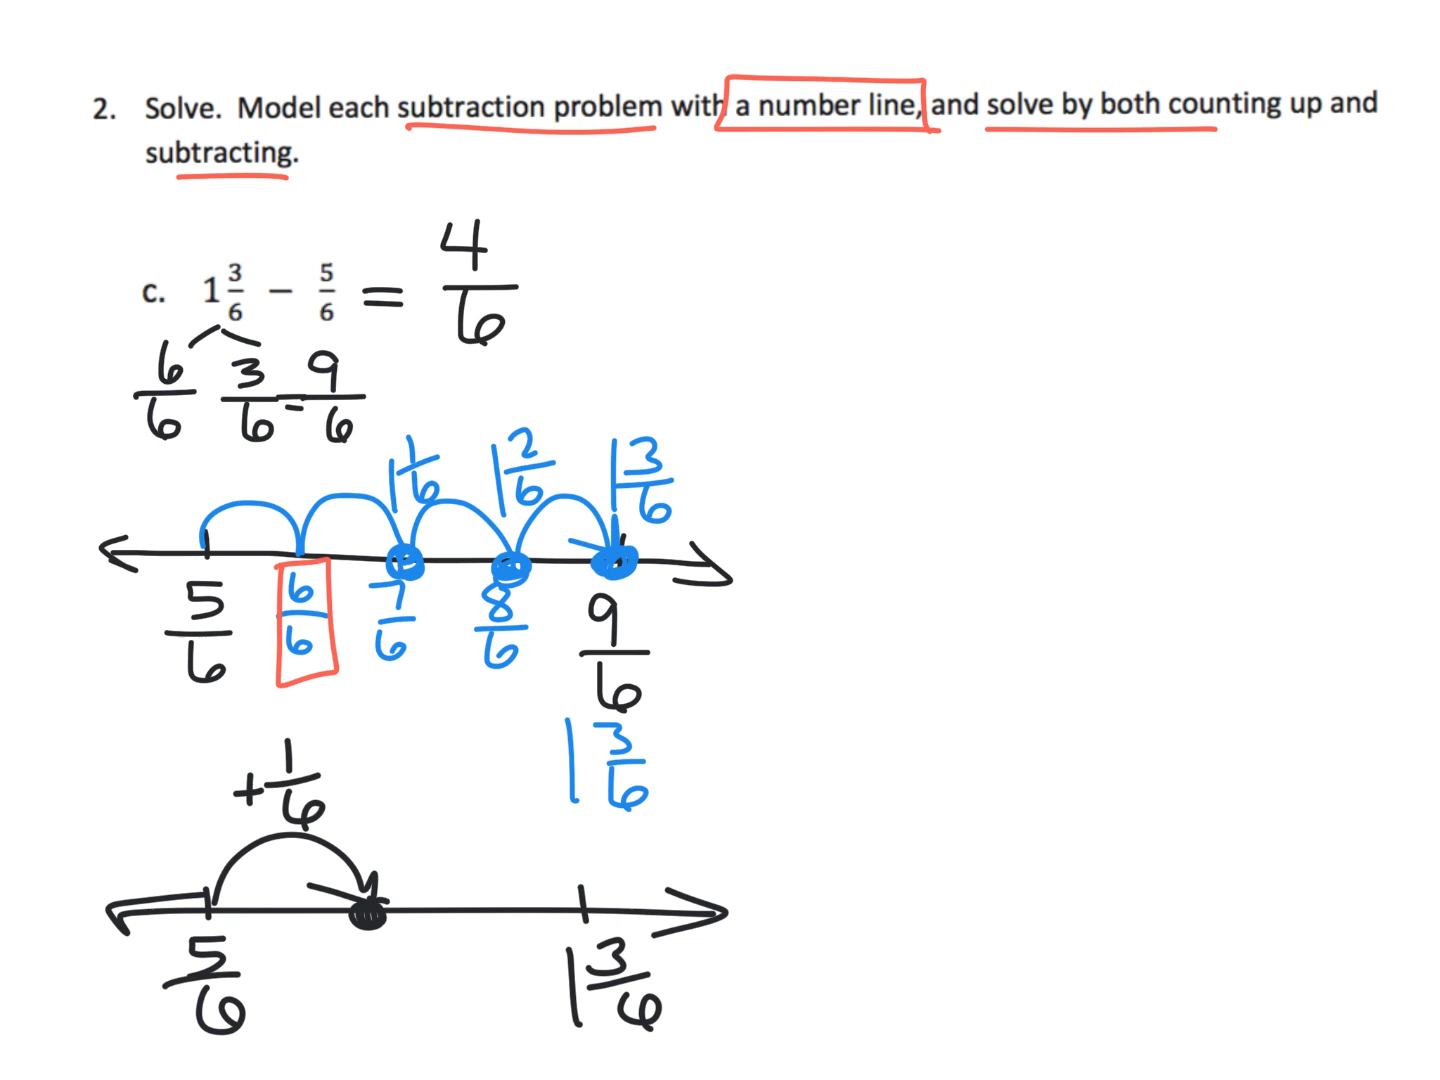 2. Solve. Model each subtraction problem with a number line, and solve by both counting up and
subtracting.
c. 1 3/6 − 5/6 = 4/6
6/6 3/6 = 9/6
1 1/6 1 2/6 1 3/6
5/6 6/6 7/6 8/6 9/6
1 3/6
+ 1/6
5/6 1 3/6